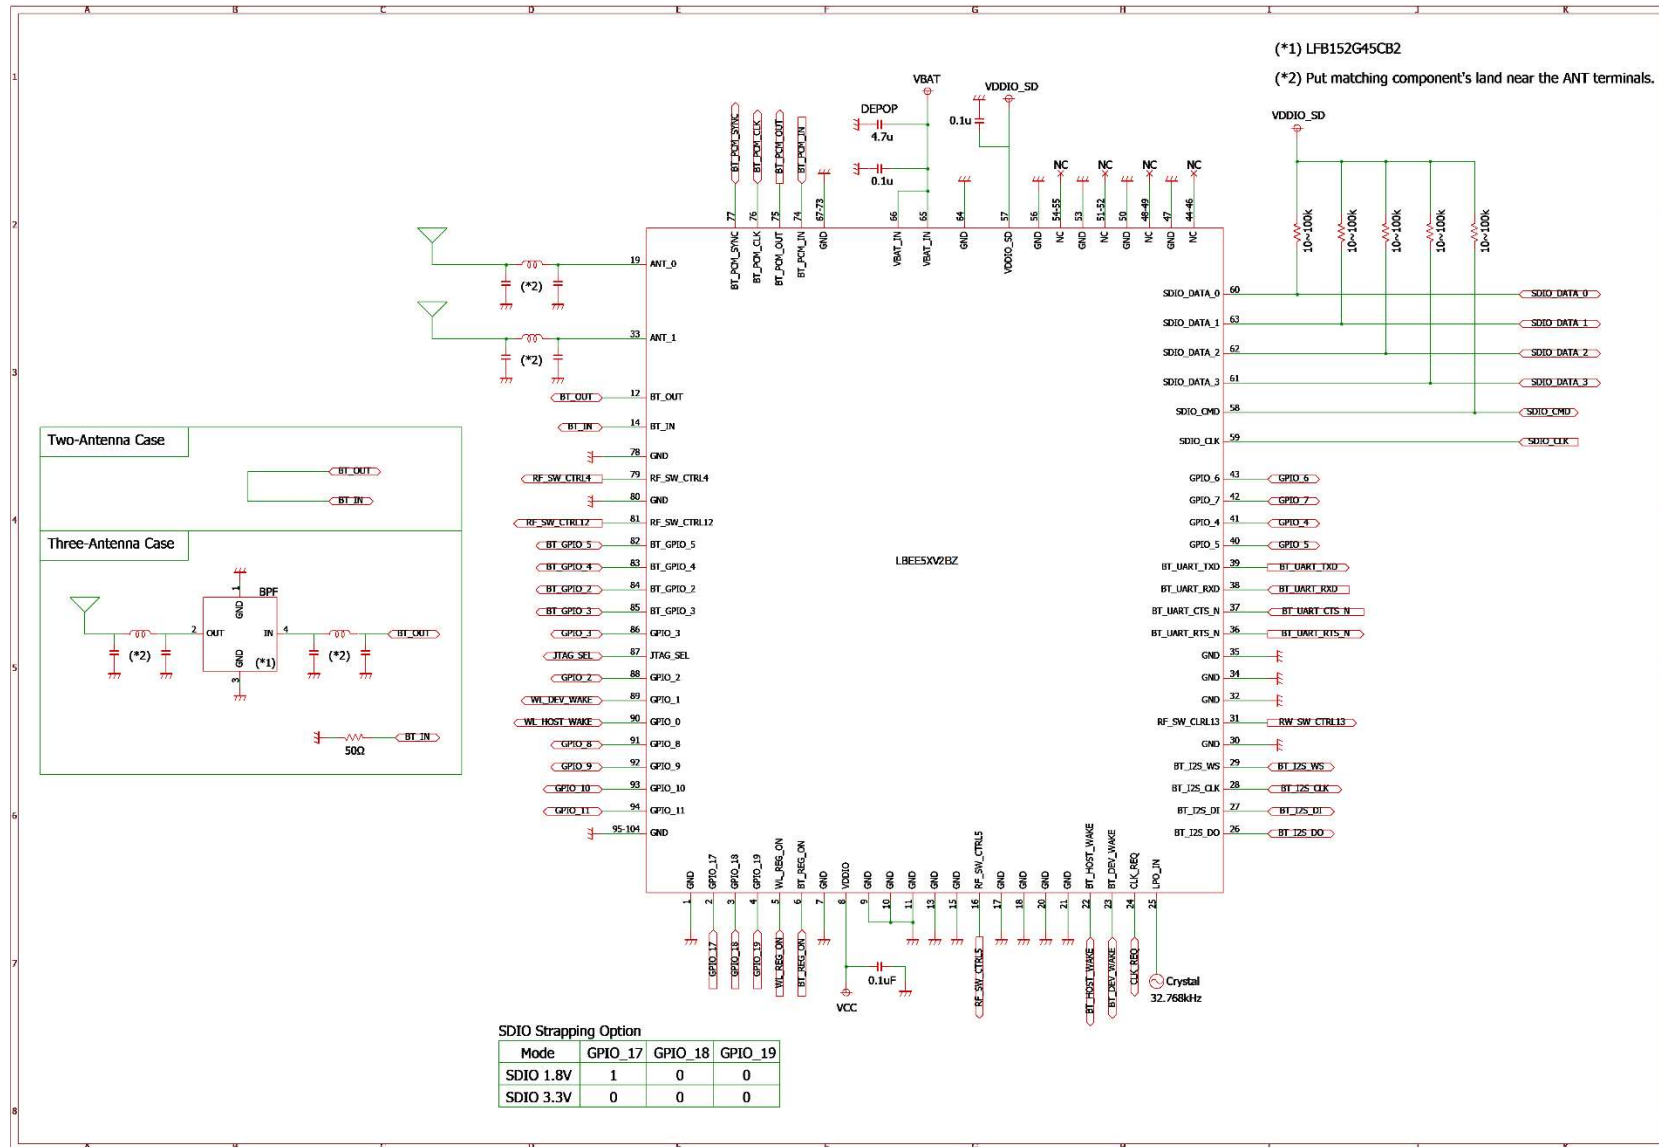 A B C D E F G H I J K
1
2
3
4
5
6
7
8
(*1) LFB152G45CB2
(*2) Put matching component's land near the ANT terminals.
VBAT
VDDIO_SD
DEPOP
4.7u
0.1u
0.1u
VDDIO_SD
10~100k
10~100k
10~100k
10~100k
10~100k
BT_PCM_SYNC
BT_PCM_CLK
BT_PCM_OUT
BT_PCM_IN
NC
NC
NC
NC
77 BT_PCM_SYNC
76 BT_PCM_CLK
75 BT_PCM_OUT
74 BT_PCM_IN
67-73 GND
66 VBAT_IN
65 VBAT_IN
64 GND
57 VDDIO_SD
56 GND
54-55 NC
53 GND
51-52 NC
50 GND
48-49 NC
47 GND
44-46 NC
19 ANT_0
(*2)
33 ANT_1
(*2)
BT_OUT 12 BT_OUT
BT_IN 14 BT_IN
78 GND
RF_SW_CTRL4 79 RF_SW_CTRL4
80 GND
RF_SW_CTRL12 81 RF_SW_CTRL12
BT_GPIO_5 82 BT_GPIO_5
BT_GPIO_4 83 BT_GPIO_4
BT_GPIO_2 84 BT_GPIO_2
BT_GPIO_3 85 BT_GPIO_3
GPIO_3 86 GPIO_3
JTAG_SEL 87 JTAG_SEL
GPIO_2 88 GPIO_2
WL_DEV_WAKE 89 GPIO_1
WL_HOST_WAKE 90 GPIO_0
GPIO_8 91 GPIO_8
GPIO_9 92 GPIO_9
GPIO_10 93 GPIO_10
GPIO_11 94 GPIO_11
95-104 GND
LBEE5XV2BZ
SDIO_DATA_0 60 SDIO_DATA_0
SDIO_DATA_1 63 SDIO_DATA_1
SDIO_DATA_2 62 SDIO_DATA_2
SDIO_DATA_3 61 SDIO_DATA_3
SDIO_CMD 58 SDIO_CMD
SDIO_CLK 59 SDIO_CLK
GPIO_6 43 GPIO_6
GPIO_7 42 GPIO_7
GPIO_4 41 GPIO_4
GPIO_5 40 GPIO_5
BT_UART_TXD 39 BT_UART_TXD
BT_UART_RXD 38 BT_UART_RXD
BT_UART_CTS_N 37 BT_UART_CTS_N
BT_UART_RTS_N 36 BT_UART_RTS_N
GND 35
GND 34
GND 32
RF_SW_CLRL13 31 RW_SW_CTRL13
GND 30
BT_I2S_WS 29 BT_I2S_WS
BT_I2S_CLK 28 BT_I2S_CLK
BT_I2S_DI 27 BT_I2S_DI
BT_I2S_DO 26 BT_I2S_DO
Two-Antenna Case
BT_OUT
BT_IN
Three-Antenna Case
BPF
1 GND
2 OUT
IN 4
GND 3
(*1)
(*2)
(*2)
BT_OUT
50Ω
BT_IN
GND 1
GPIO_17 2 GPIO_17
GPIO_18 3 GPIO_18
GPIO_19 4 GPIO_19
WL_REG_ON 5 WL_REG_ON
BT_REG_ON 6 BT_REG_ON
GND 7
VDDIO 8
GND 9
GND 10
GND 11
GND 13
GND 15
RF_SW_CTRL5 16 RF_SW_CTRL5
GND 17
GND 18
GND 20
GND 21
BT_HOST_WAKE 22 BT_HOST_WAKE
BT_DEV_WAKE 23 BT_DEV_WAKE
CLK_REQ 24 CLK_REQ
LPO_IN 25
0.1uF
VCC
Crystal
32.768kHz
SDIO Strapping Option
Mode GPIO_17 GPIO_18 GPIO_19
SDIO 1.8V 1 0 0
SDIO 3.3V 0 0 0
A B C D E F G H I J K